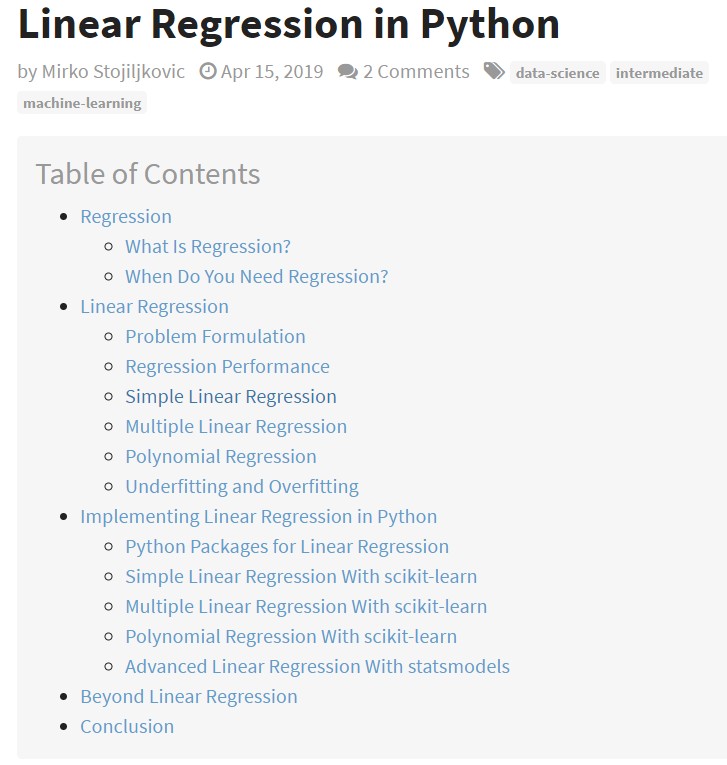 Linear Regression in Python
by Mirko Stojiljkovic Apr 15, 2019 2 Comments data-science intermediate
machine-learning
Table of Contents
Regression
What Is Regression?
When Do You Need Regression?
Linear Regression
Problem Formulation
Regression Performance
Simple Linear Regression
Multiple Linear Regression
Polynomial Regression
Underfitting and Overfitting
Implementing Linear Regression in Python
Python Packages for Linear Regression
Simple Linear Regression With scikit-learn
Multiple Linear Regression With scikit-learn
Polynomial Regression With scikit-learn
Advanced Linear Regression With statsmodels
Beyond Linear Regression
Conclusion